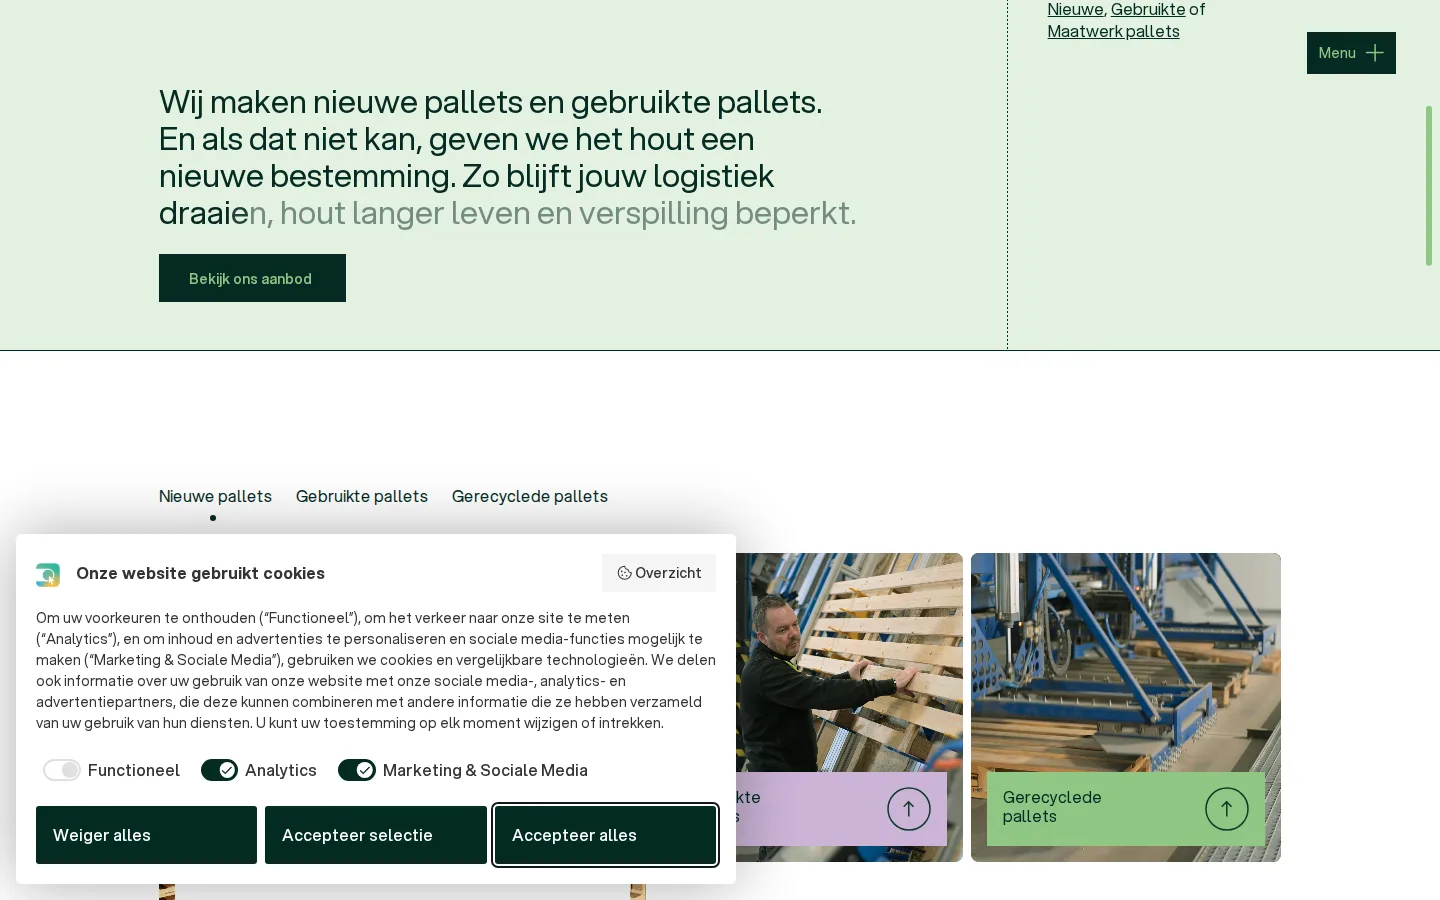 Nieuwe, Gebruikte of
Maatwerk pallets
Menu
Wij maken nieuwe pallets en gebruikte pallets.
En als dat niet kan, geven we het hout een
nieuwe bestemming. Zo blijft jouw logistiek
draaien, hout langer leven en verspilling beperkt.
Bekijk ons aanbod
Nieuwe pallets
Gebruikte pallets
Gerecyclede pallets
Onze website gebruikt cookies
Overzicht
Om uw voorkeuren te onthouden (“Functioneel”), om het verkeer naar onze site te meten
(“Analytics”), en om inhoud en advertenties te personaliseren en sociale media-functies mogelijk te
maken (“Marketing & Sociale Media”), gebruiken we cookies en vergelijkbare technologieën. We delen
ook informatie over uw gebruik van onze website met onze sociale media-, analytics- en
advertentiepartners, die deze kunnen combineren met andere informatie die ze hebben verzameld
van uw gebruik van hun diensten. U kunt uw toestemming op elk moment wijzigen of intrekken.
Functioneel
Analytics
Marketing & Sociale Media
Weiger alles
Accepteer selectie
Accepteer alles
Gerecyclede
pallets